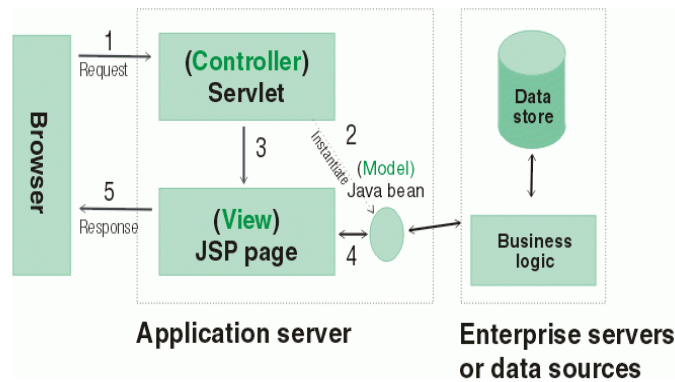 1
Request
Browser
5
Response
(Controller)
Servlet
3
2
Instantiate
(Model)
Java bean
(View)
JSP page
4
Application server
Data
store
Business
logic
Enterprise servers
or data sources